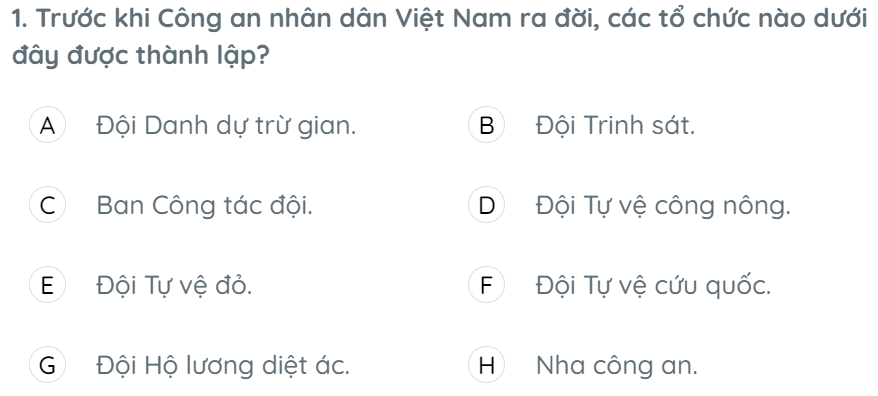 1. Trước khi Công an nhân dân Việt Nam ra đời, các tổ chức nào dưới
đây được thành lập?
A Đội Danh dự trừ gian.
B Đội Trinh sát.
C Ban Công tác đội.
D Đội Tự vệ công nông.
E Đội Tự vệ đỏ.
F Đội Tự vệ cứu quốc.
G Đội Hộ lương diệt ác.
H Nha công an.